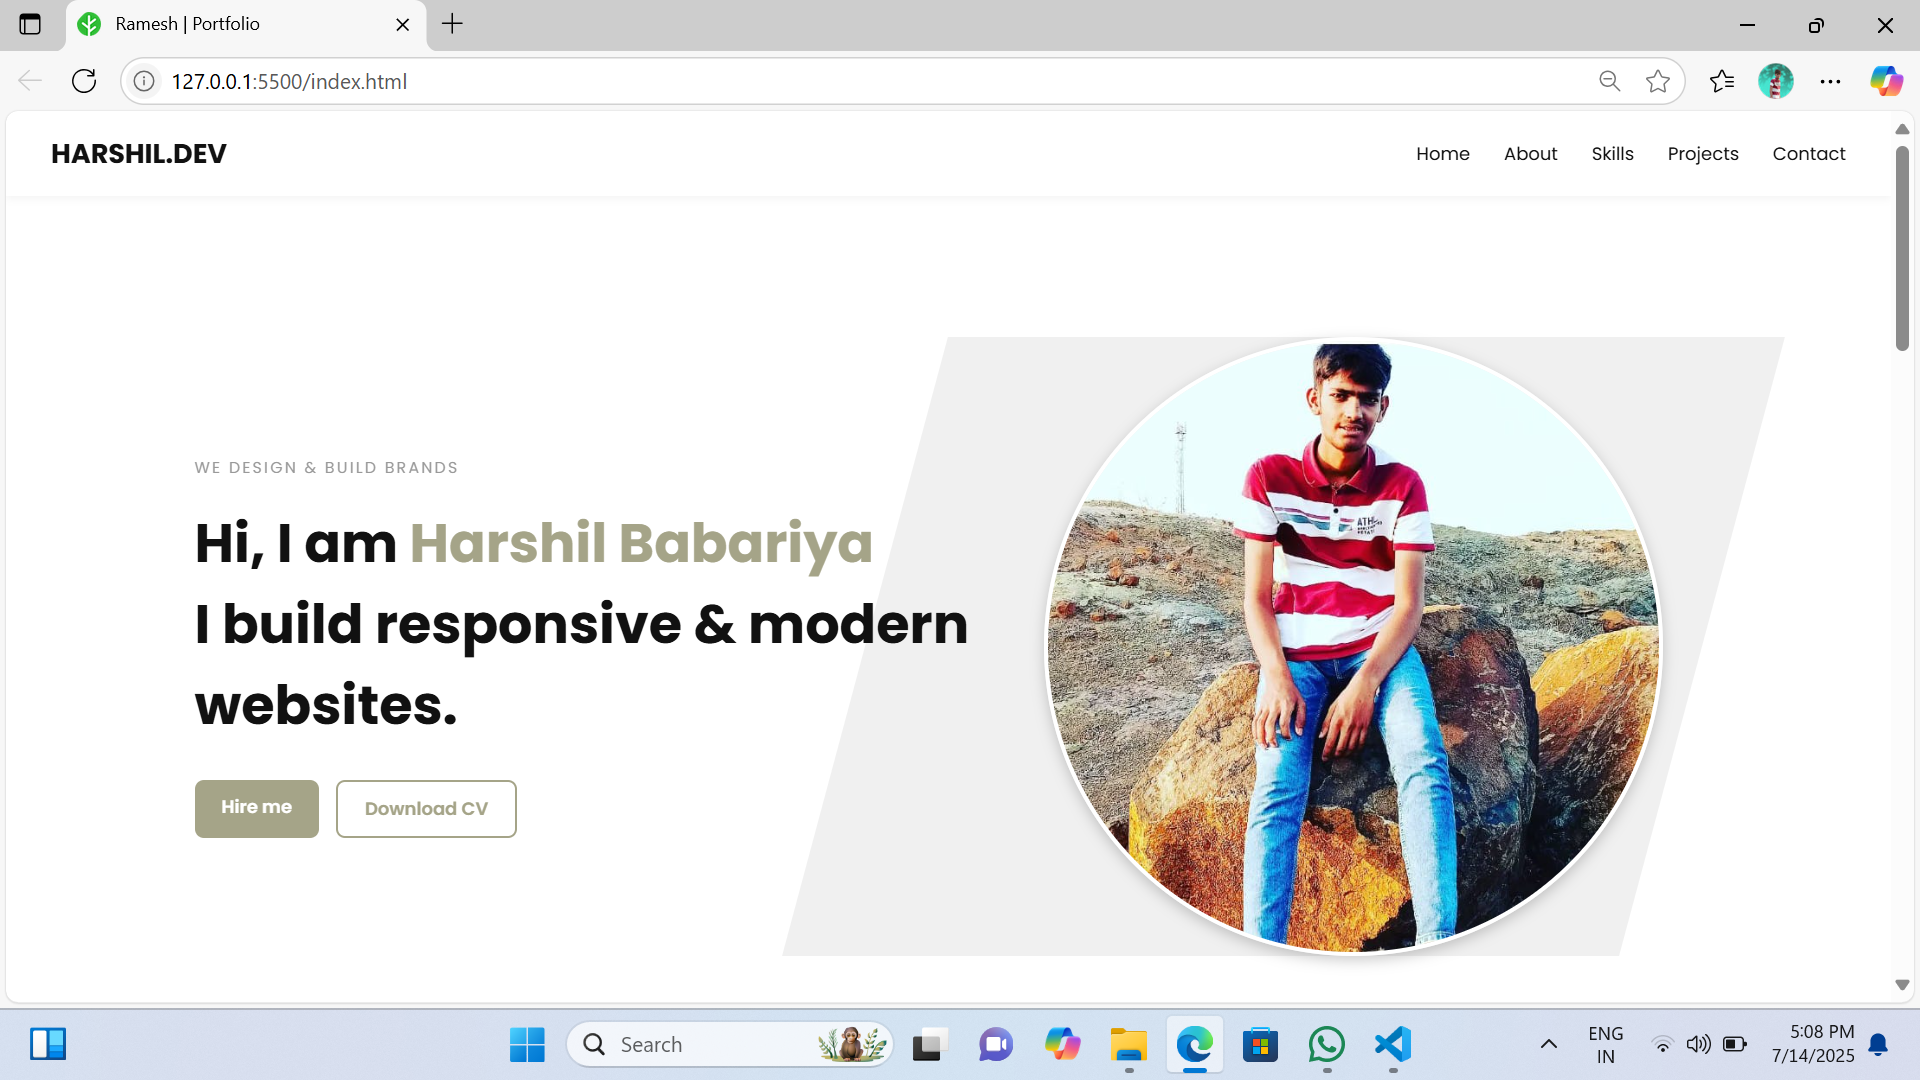 Ramesh | Portfolio
127.0.0.1:5500/index.html
HARSHIL.DEV
Home About Skills Projects Contact
WE DESIGN & BUILD BRANDS
Hi, I am Harshil Babariya
I build responsive & modern
websites.
Hire me Download CV
Search
ENG
IN
5:08 PM
7/14/2025